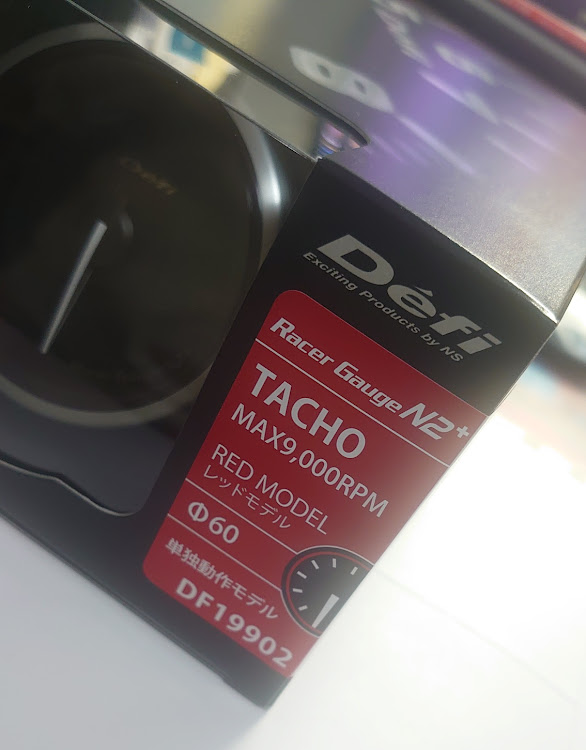 Defi
Défi
Exciting Products by NS
Racer Gauge N2+
TACHO
MAX9,000RPM
RED MODEL
レッドモデル
Φ60
単独動作モデル
DF19902